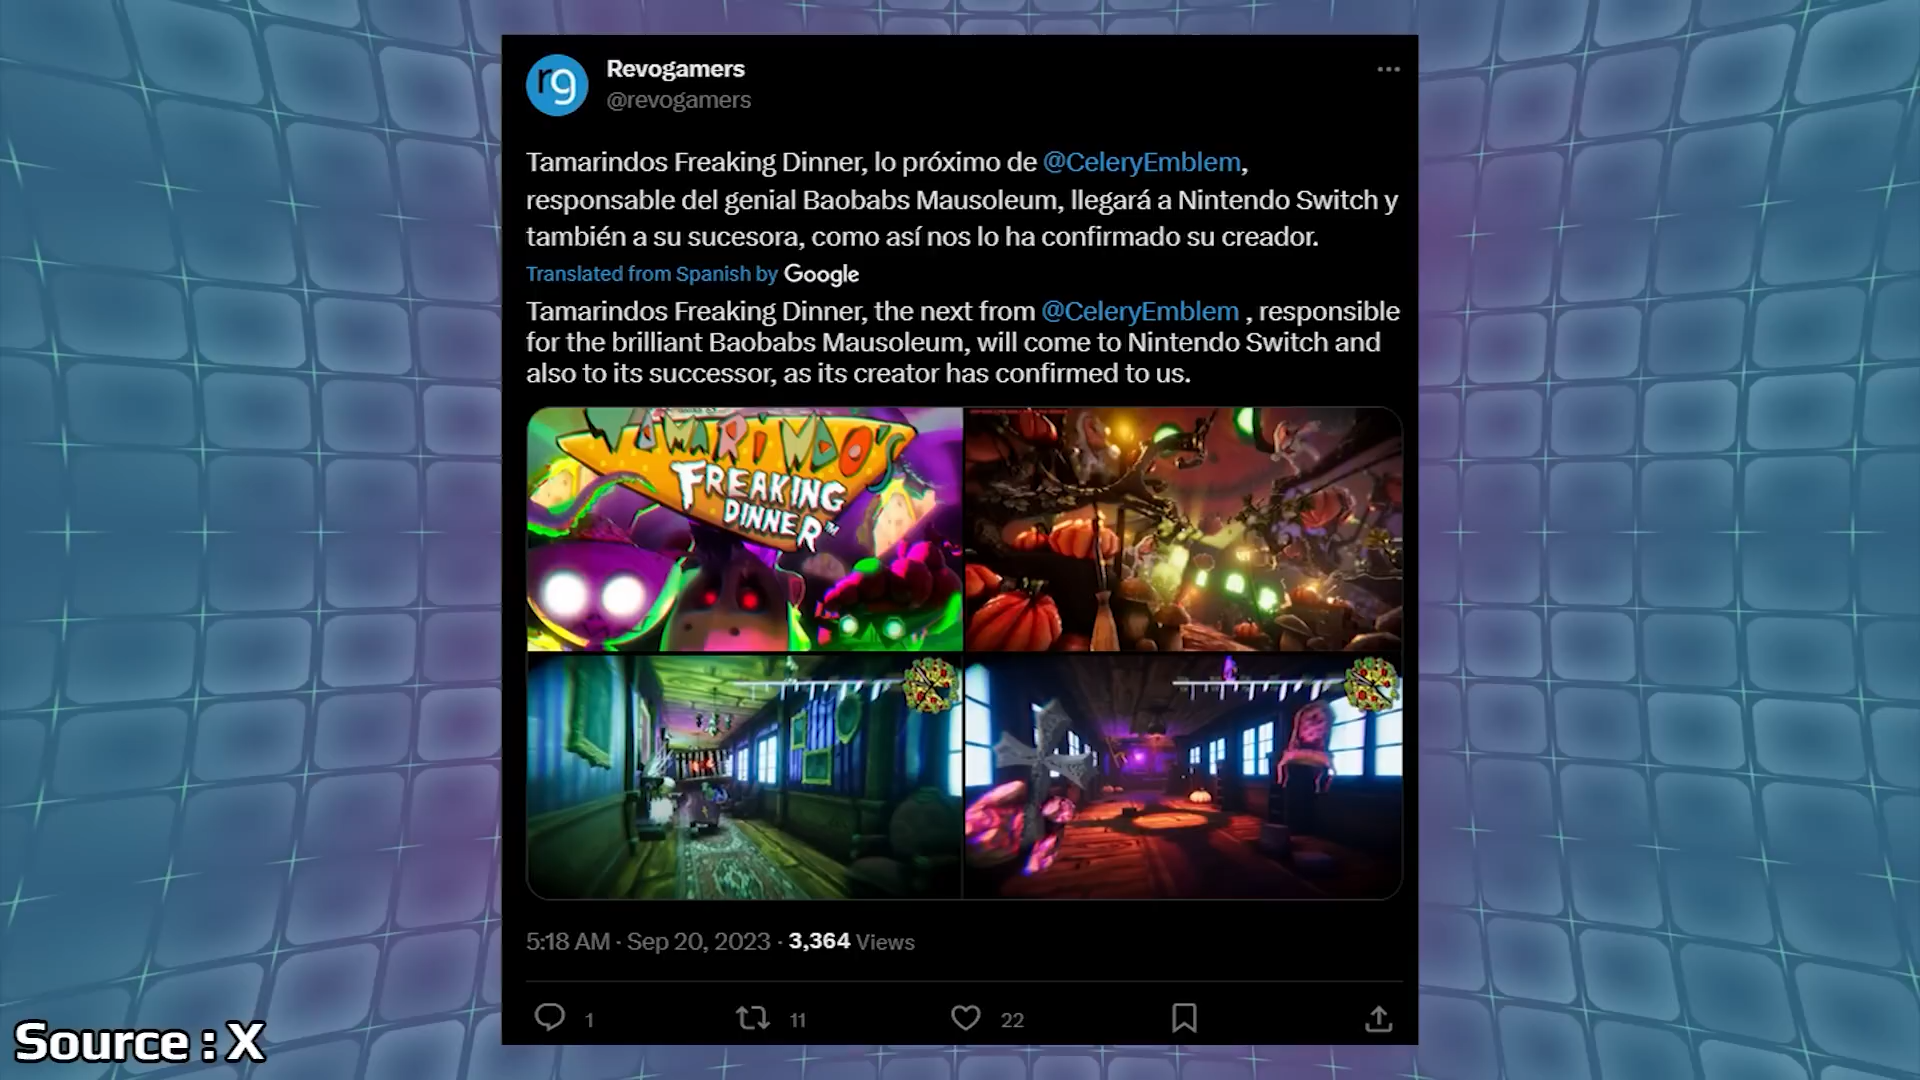 rg
Revogamers
@revogamers
Tamarindos Freaking Dinner, lo próximo de @CeleryEmblem,
responsable del genial Baobabs Mausoleum, llegará a Nintendo Switch y
también a su sucesora, como así nos lo ha confirmado su creador.
Translated from Spanish by Google
Tamarindos Freaking Dinner, the next from @CeleryEmblem , responsible
for the brilliant Baobabs Mausoleum, will come to Nintendo Switch and
also to its successor, as its creator has confirmed to us.
TAMARINDO'S
FREAKING
DINNER™
5:18 AM · Sep 20, 2023 · 3,364 Views
1 11 22
Source : X